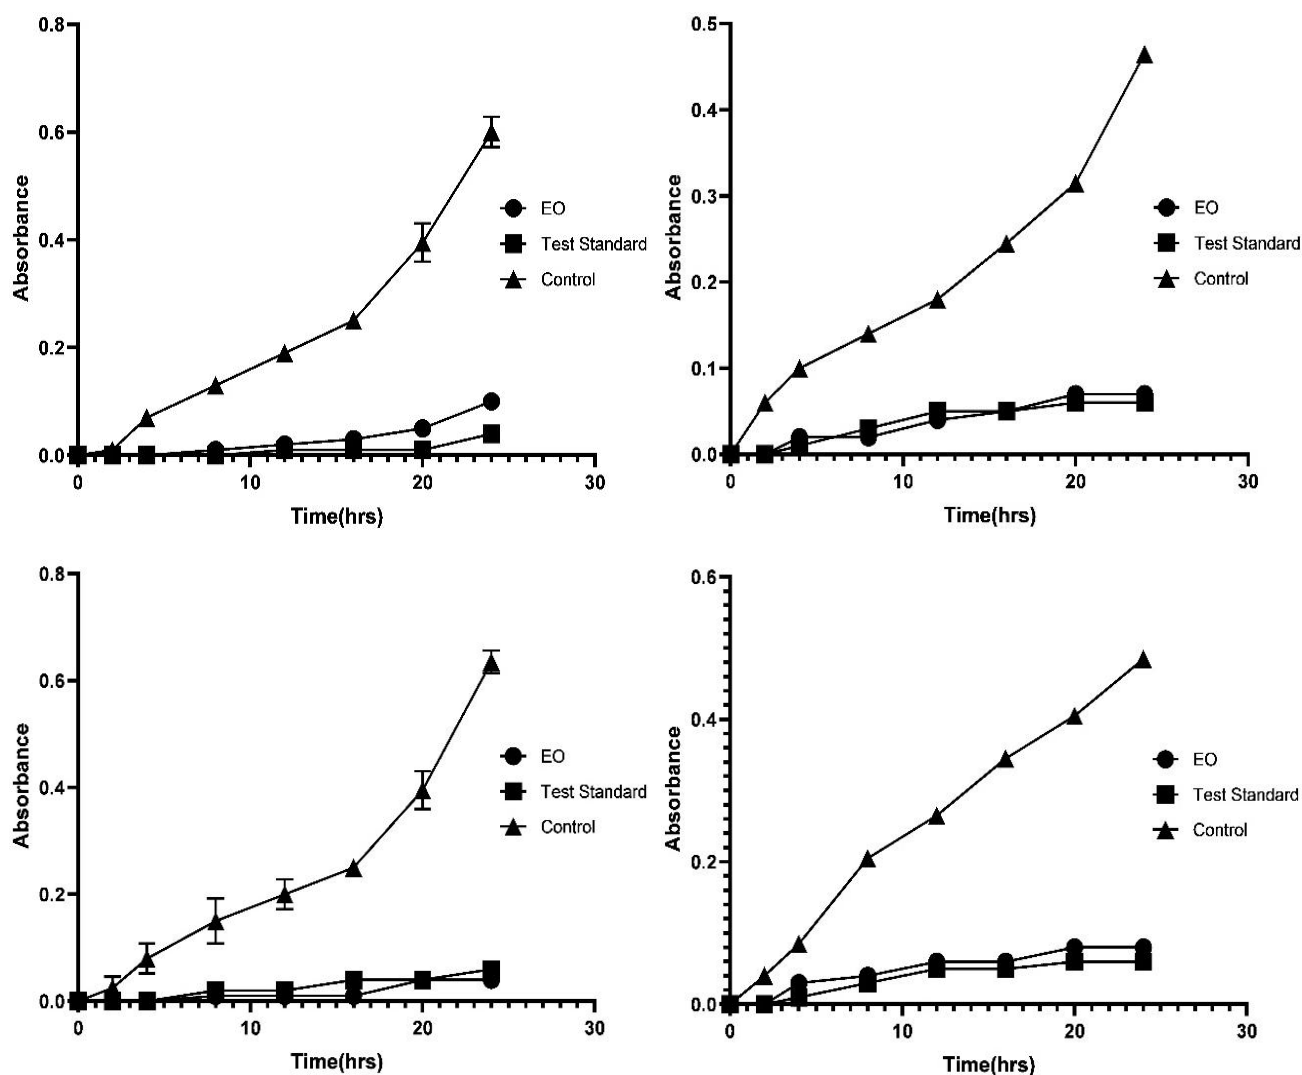 0.8
0.6
0.4
0.2
0.0
0
10
20
30
Absorbance
Time(hrs)
EO
Test Standard
Control
0.5
0.4
0.3
0.2
0.1
0.0
0
10
20
30
Absorbance
Time(hrs)
EO
Test Standard
Control
0.8
0.6
0.4
0.2
0.0
0
10
20
30
Absorbance
Time(hrs)
EO
Test Standard
Control
0.6
0.4
0.2
0.0
0
10
20
30
Absorbance
Time(hrs)
EO
Test Standard
Control